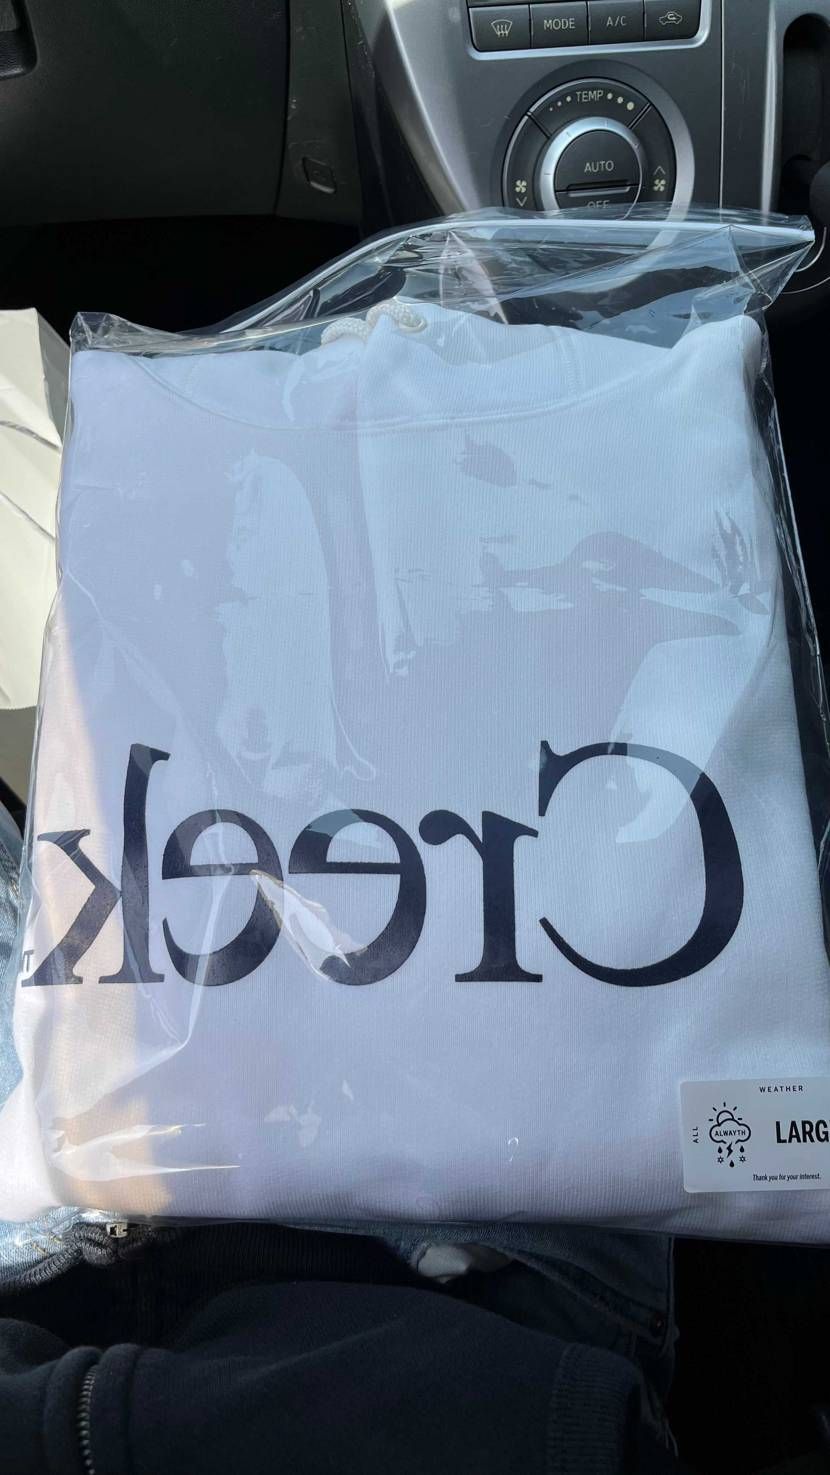 MODE
A/C
TEMP
AUTO
OFF
Creek
WEATHER
ALL
ALWAYTH
LARG
Thank you for your interest.